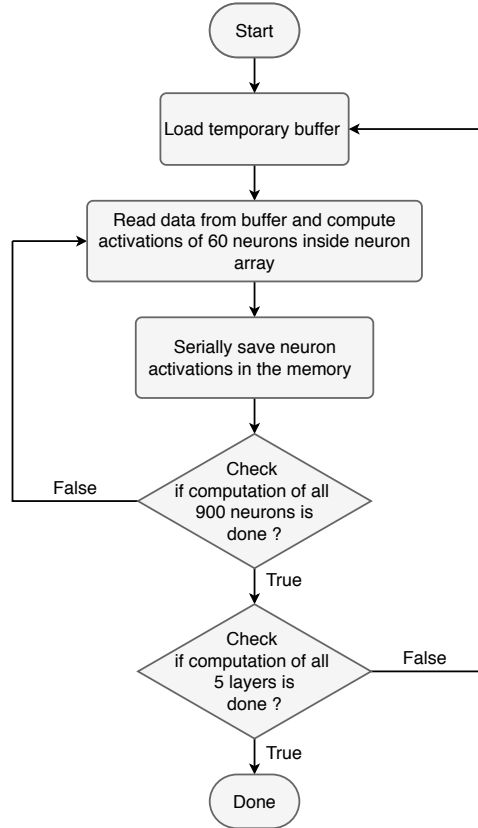 Start
Load temporary buffer
Read data from buffer and compute
activations of 60 neurons inside neuron
array
Serially save neuron
activations in the memory
Check
if computation of all
900 neurons is
done ?
False
True
Check
if computation of all
5 layers is
done ?
False
True
Done